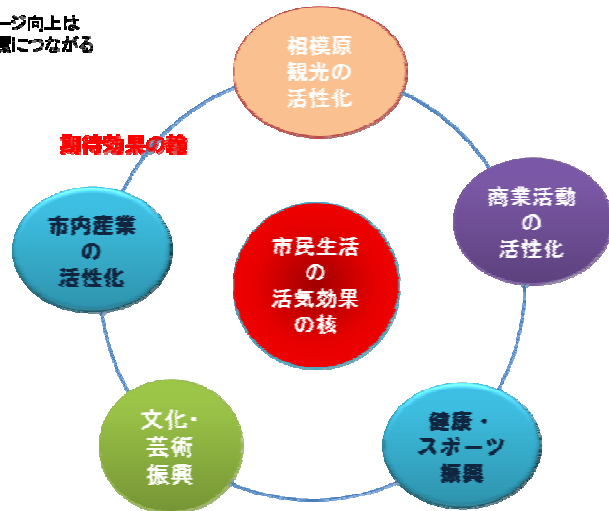 ージ向上は
につながる
相模原
観光の
活性化
期待効果の輪
商業活動
の
活性化
市内産業
の
活性化
市民生活
の
活気効果
の核
文化・
芸術
振興
健康・
スポーツ
振興